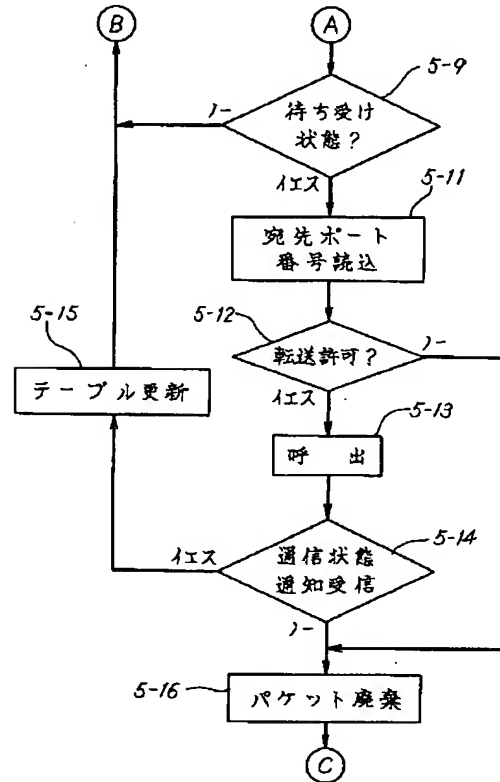 B
A
5-9
ノー
待ち受け
状態?
イエス
5-11
宛先ポート
番号読込
5-15
5-12
ノー
転送許可?
テーブル更新
イエス
5-13
呼 出
5-14
イエス
通信状態
通知受信
ノー
5-16
パケット廃棄
C